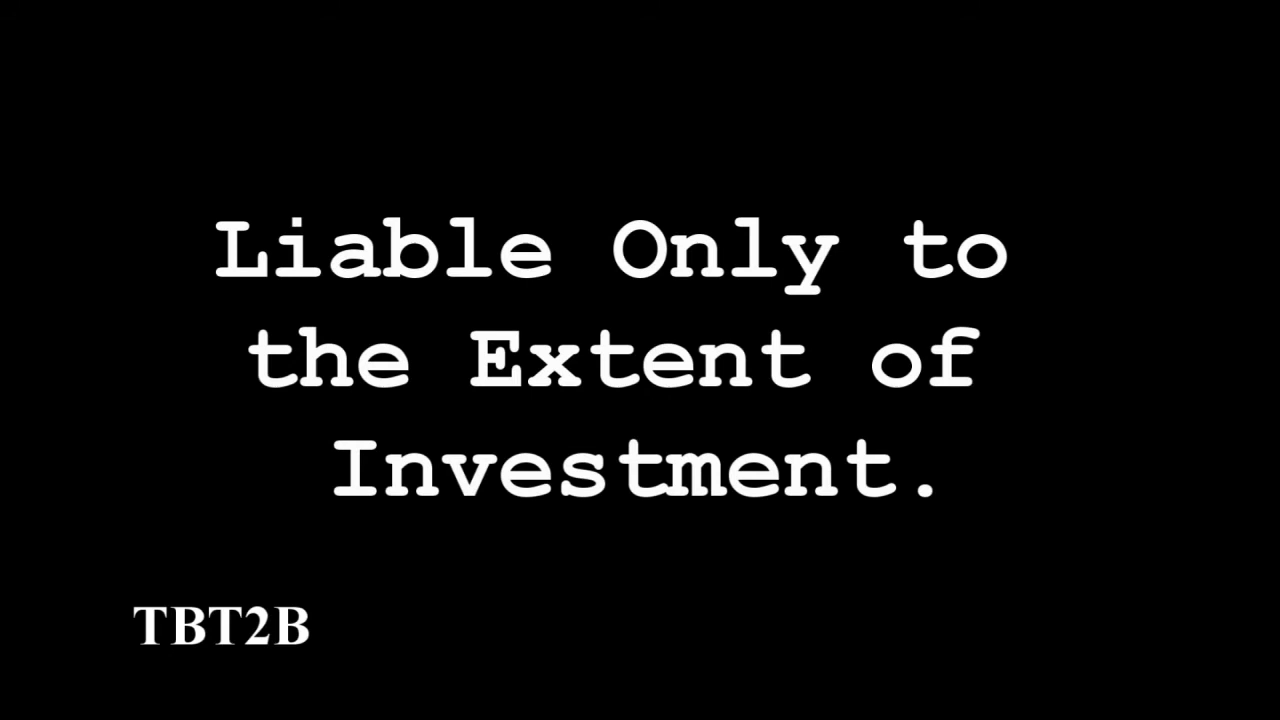 Liable Only to
the Extent of
Investment.
TBT2B